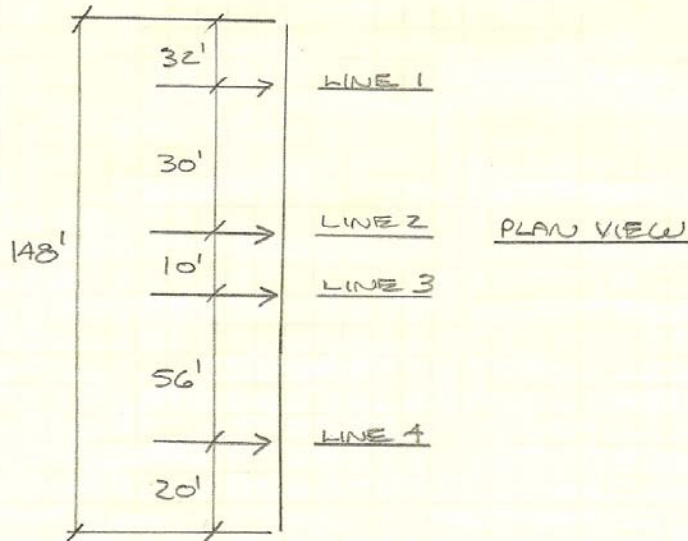 32'
LINE 1
30'
LINE 2
PLAN VIEW
148'
10'
LINE 3
56'
LINE 4
20'